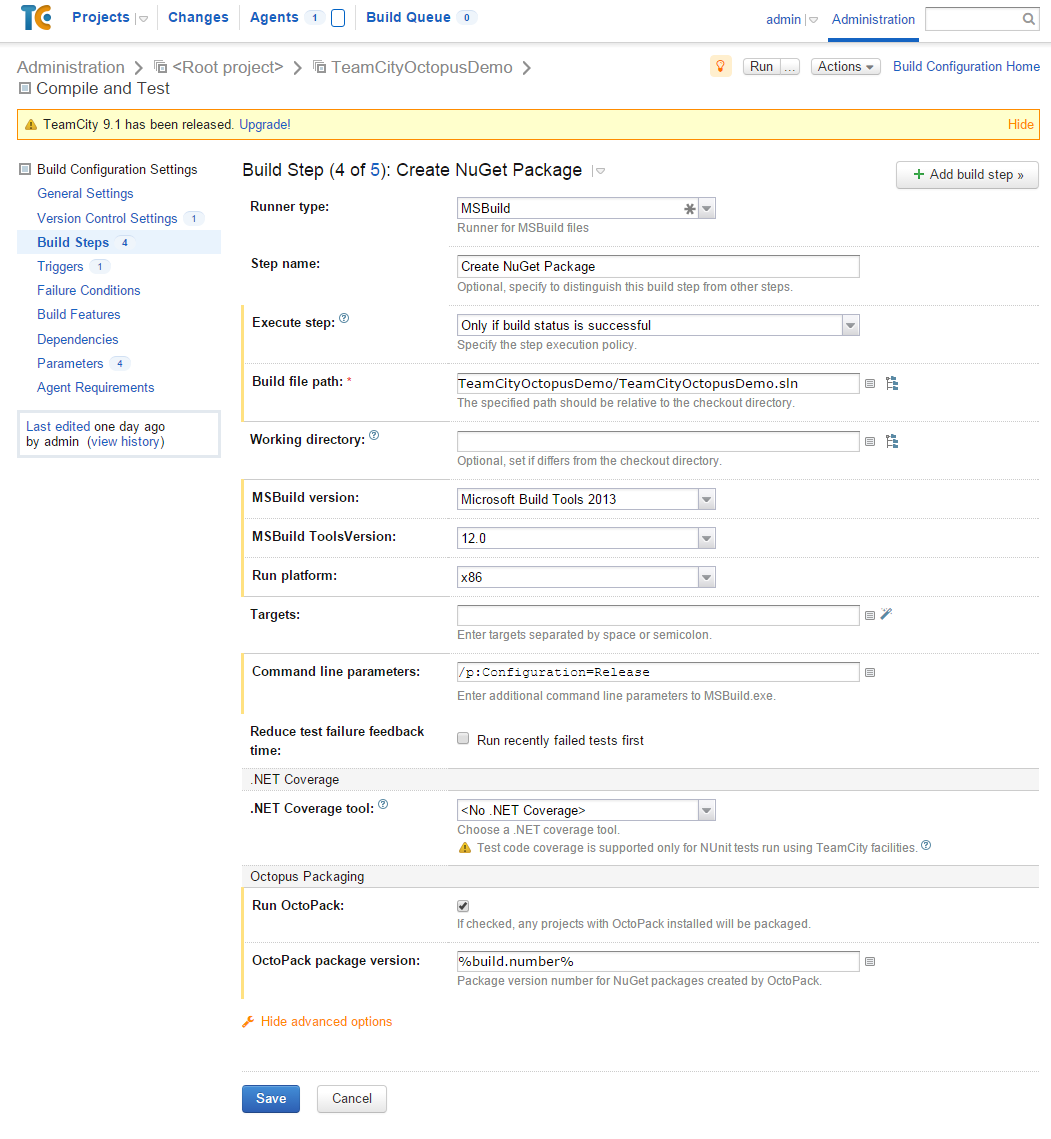 TC Projects Changes Agents 1 Build Queue 0 admin Administration
Administration <Root project> TeamCityOctopusDemo Run ... Actions Build Configuration Home
Compile and Test
TeamCity 9.1 has been released. Upgrade! Hide
Build Configuration Settings
General Settings
Version Control Settings 1
Build Steps 4
Triggers 1
Failure Conditions
Build Features
Dependencies
Parameters 4
Agent Requirements
Last edited one day ago
by admin (view history)
Build Step (4 of 5): Create NuGet Package
+ Add build step »
Runner type: MSBuild
Runner for MSBuild files
Step name: Create NuGet Package
Optional, specify to distinguish this build step from other steps.
Execute step: ? Only if build status is successful
Specify the step execution policy.
Build file path: * TeamCityOctopusDemo/TeamCityOctopusDemo.sln
The specified path should be relative to the checkout directory.
Working directory: ?
Optional, set if differs from the checkout directory.
MSBuild version: Microsoft Build Tools 2013
MSBuild ToolsVersion: 12.0
Run platform: x86
Targets:
Enter targets separated by space or semicolon.
Command line parameters: /p:Configuration=Release
Enter additional command line parameters to MSBuild.exe.
Reduce test failure feedback
time:
Run recently failed tests first
.NET Coverage
.NET Coverage tool: ? <No .NET Coverage>
Choose a .NET coverage tool.
Test code coverage is supported only for NUnit tests run using TeamCity facilities. ?
Octopus Packaging
Run OctoPack:
If checked, any projects with OctoPack installed will be packaged.
OctoPack package version: %build.number%
Package version number for NuGet packages created by OctoPack.
Hide advanced options
Save Cancel